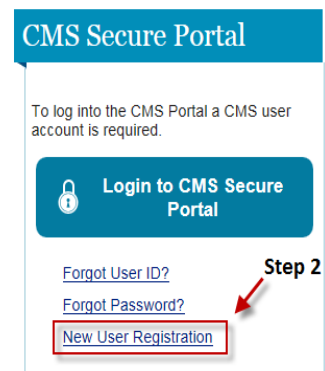 CMS Secure Portal
To log into the CMS Portal a CMS user
account is required.
Login to CMS Secure
Portal
Forgot User ID?
Step 2
Forgot Password?
New User Registration